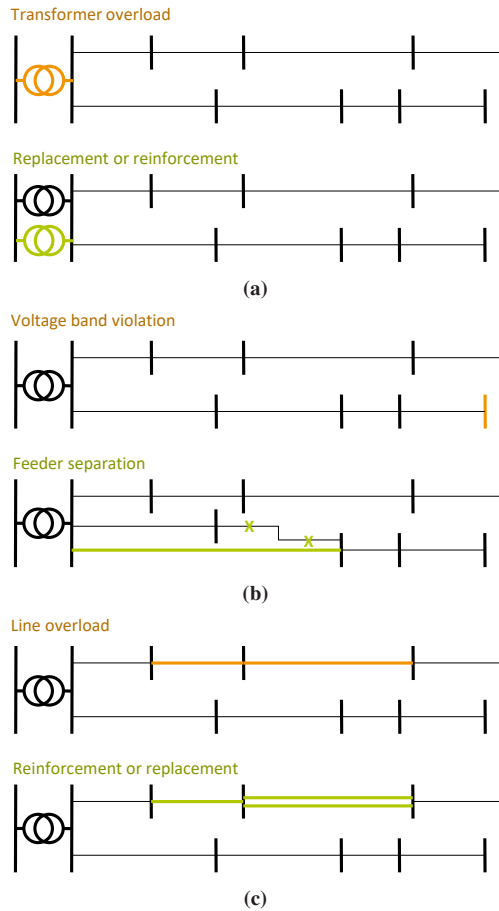 Transformer overload
Replacement or reinforcement
(a)
Voltage band violation
Feeder separation
X
X
(b)
Line overload
Reinforcement or replacement
(c)